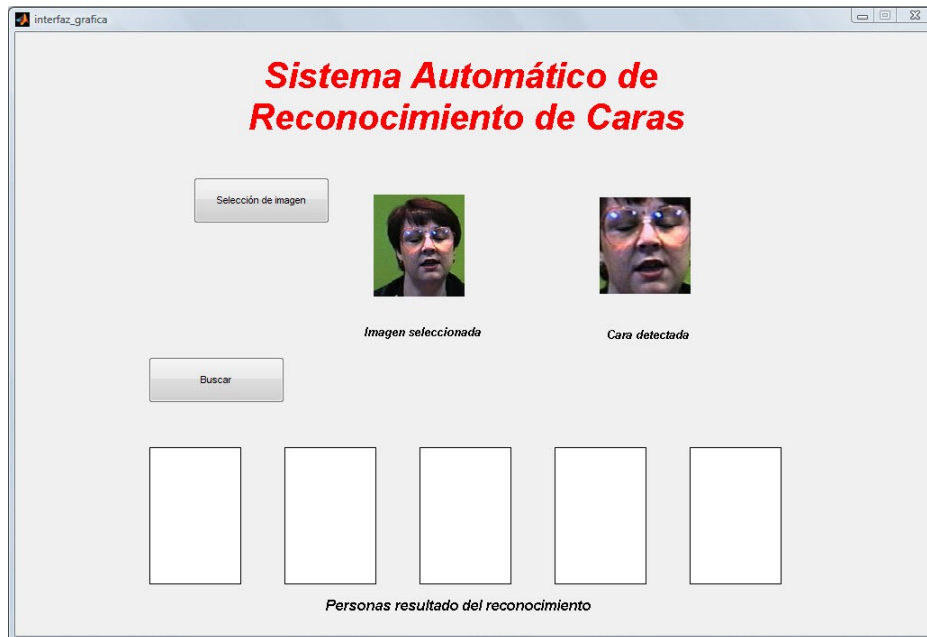 interfaz_grafica
Sistema Automático de
Reconocimiento de Caras
Selección de imagen
Imagen seleccionada
Cara detectada
Buscar
Personas resultado del reconocimiento